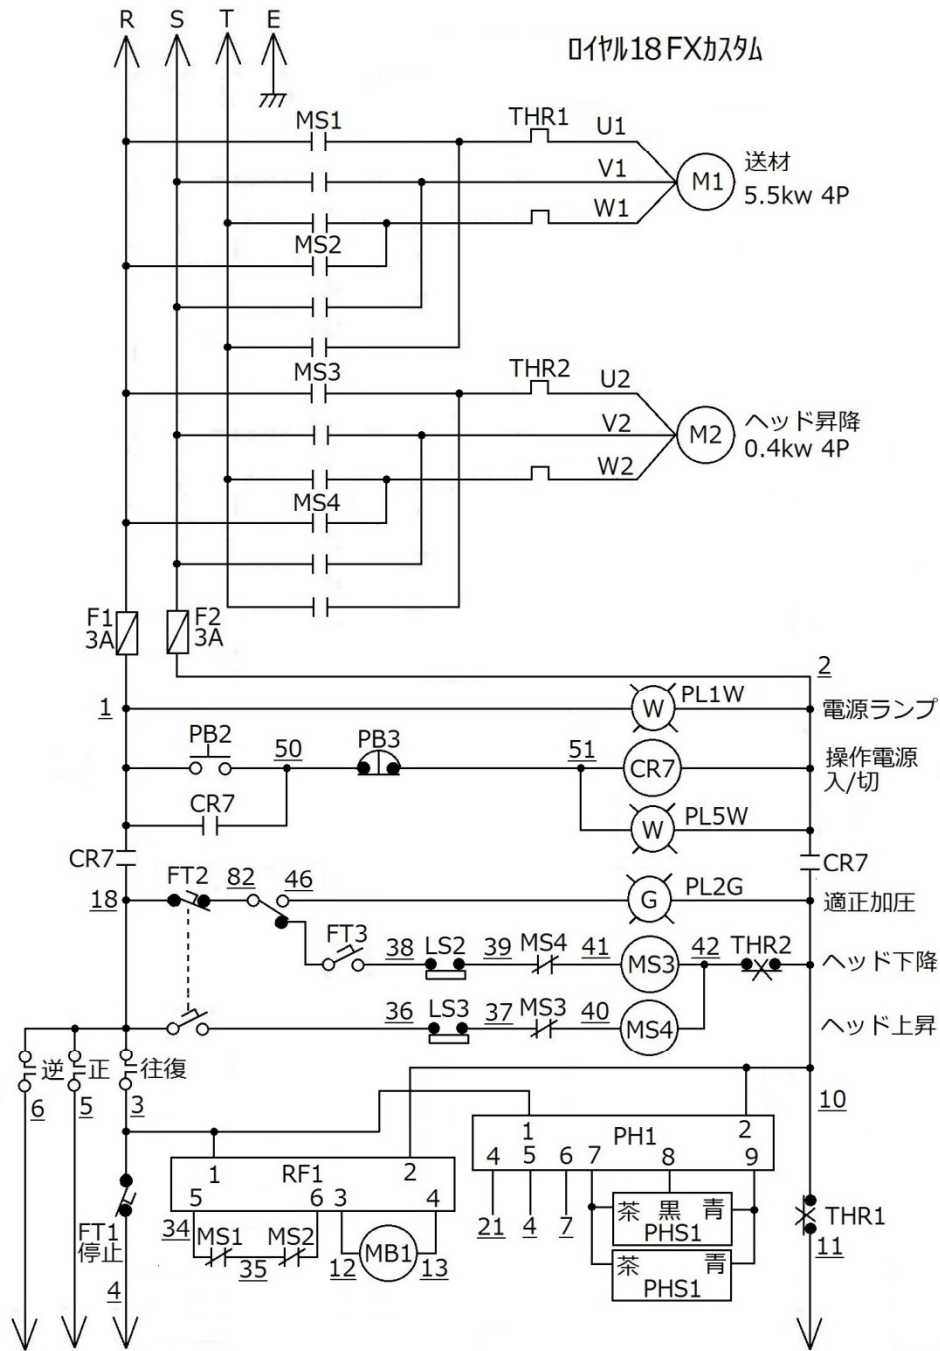 R S T E
ロイヤル18FXカスタム
MS1 THR1 U1
V1 M1 送材
5.5kw 4P
W1
MS2
MS3 THR2 U2
V2 M2 ヘッド昇降
0.4kw 4P
W2
MS4
F1
3A
F2
3A
2
1 W PL1W 電源ランプ
PB2 50 PB3 51 CR7 操作電源
入/切
CR7 W PL5W
CR7 CR7
18 FT2 82 46 G PL2G 適正加圧
FT3 38 LS2 39 MS4 41 MS3 42 THR2 ヘッド下降
36 LS3 37 MS3 40 MS4 ヘッド上昇
逆 正 往復
6 5 3 10
1 2 PH1
4 5 6 7 8 9
1 RF1 2
5 6 3 4
21 4 7
茶 黒 青
PHS1
茶 青
PHS1
34 MS1 MS2
35 12 MB1 13
FT1
停止
4
THR1
11